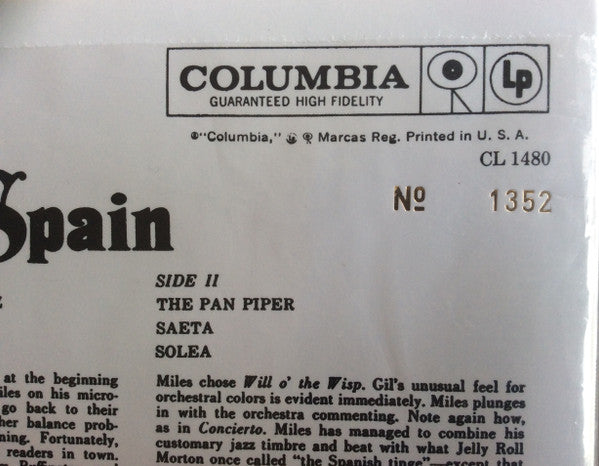 COLUMBIA
Lp
GUARANTEED HIGH FIDELITY
®"Columbia," Marcas Reg. Printed in U. S. A.
CL 1480
Nº 1352
Spain
SIDE II
THE PAN PIPER
SAETA
SOLEA
at the beginning
on his micro-
go back to their
balance prob-
Fortunately,
readers in town.
Miles chose Will o' the Wisp. Gil's unusual feel for
orchestral colors is evident immediately. Miles plunges
in with the orchestra commenting. Note again how,
as in Concierto, Miles has managed to combine his
customary jazz timbre and beat with what Jelly Roll
Morton once called "the Spanish tinge"—except the